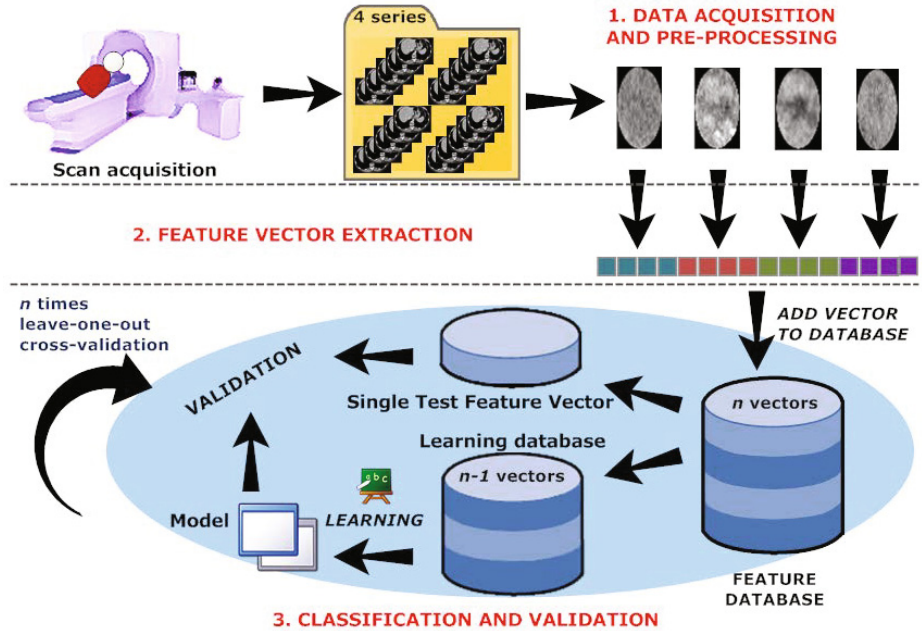 4 series
1. DATA ACQUISITION
AND PRE-PROCESSING
Scan acquisition
2. FEATURE VECTOR EXTRACTION
n times
leave-one-out
cross-validation
ADD VECTOR
TO DATABASE
VALIDATION
Single Test Feature Vector
n vectors
Learning database
n-1 vectors
abc
Model
LEARNING
FEATURE
DATABASE
3. CLASSIFICATION AND VALIDATION